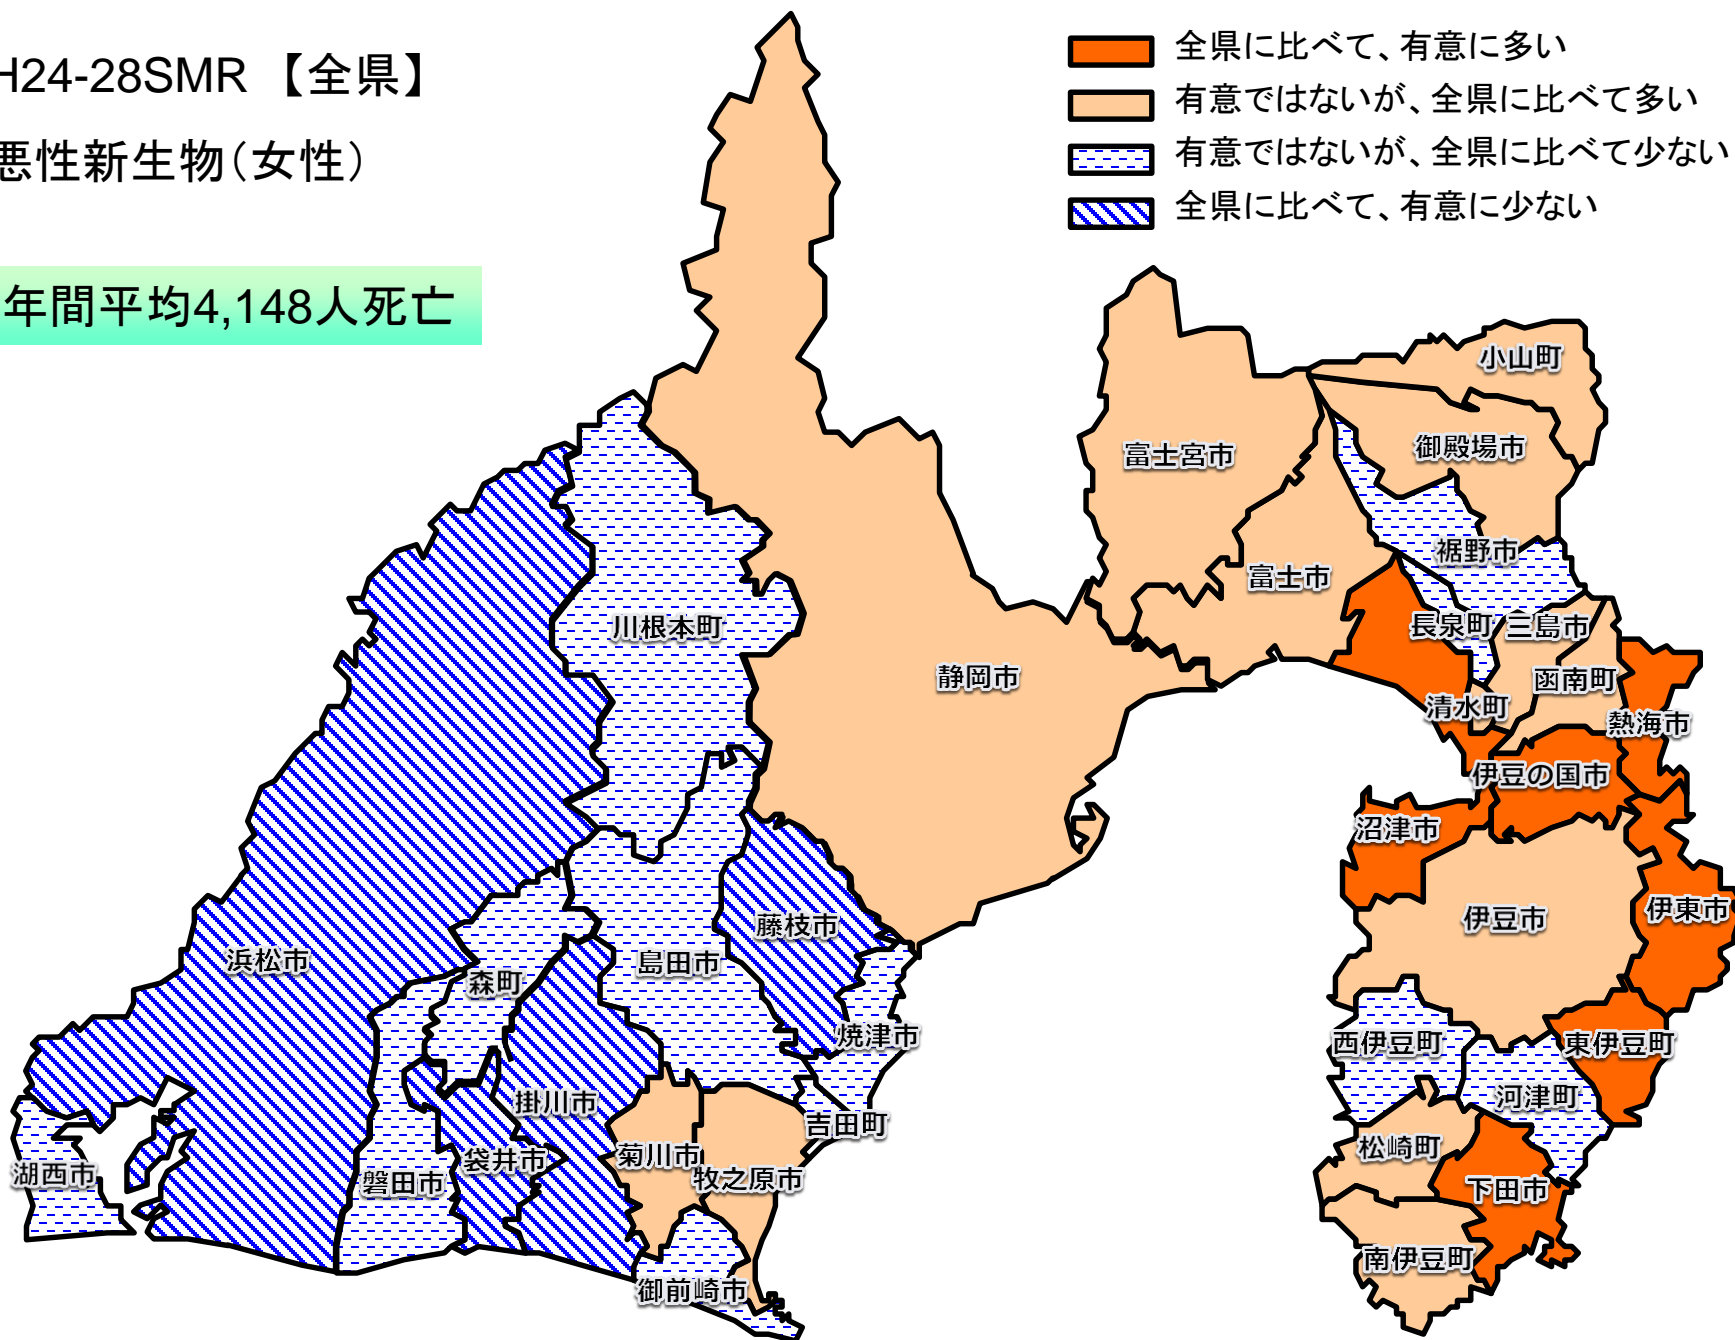 H24-28SMR 【全県】
悪性新生物（女性）
年間平均4,148人死亡
全県に比べて、有意に多い
有意ではないが、全県に比べて多い
有意ではないが、全県に比べて少ない
全県に比べて、有意に少ない
小山町
御殿場市
富士宮市
裾野市
富士市
長泉町
三島市
川根本町
静岡市
函南町
清水町
熱海市
伊豆の国市
沼津市
伊東市
伊豆市
藤枝市
浜松市
島田市
森町
焼津市
西伊豆町
東伊豆町
河津町
掛川市
吉田町
松崎町
菊川市
袋井市
湖西市
磐田市
牧之原市
下田市
南伊豆町
御前崎市